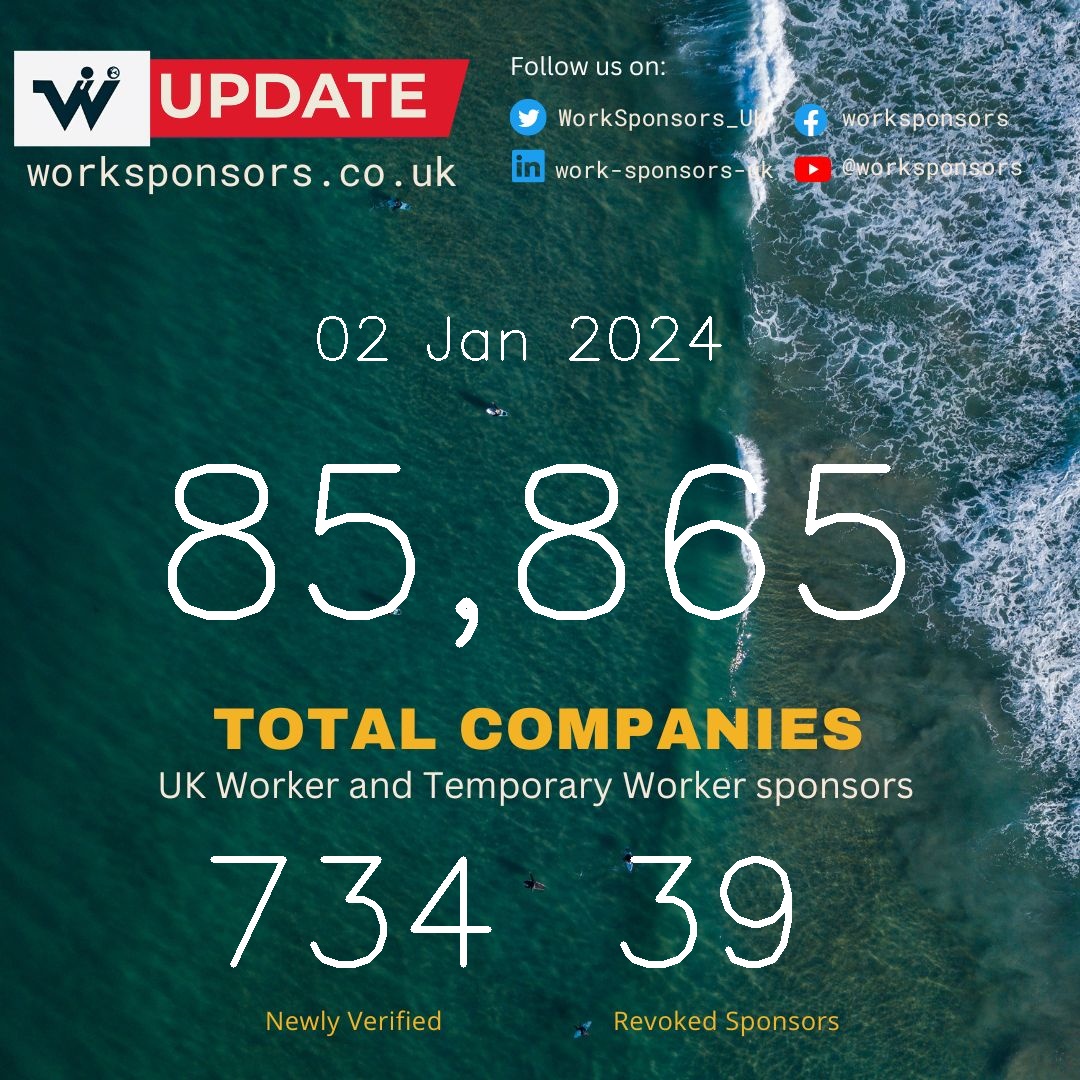 UPDATE
worksponsors.co.uk
Follow us on:
WorkSponsors_UK
worksponsors
work-sponsors-uk
@worksponsors
02 Jan 2024
85,865
TOTAL COMPANIES
UK Worker and Temporary Worker sponsors
734 39
Newly Verified Revoked Sponsors